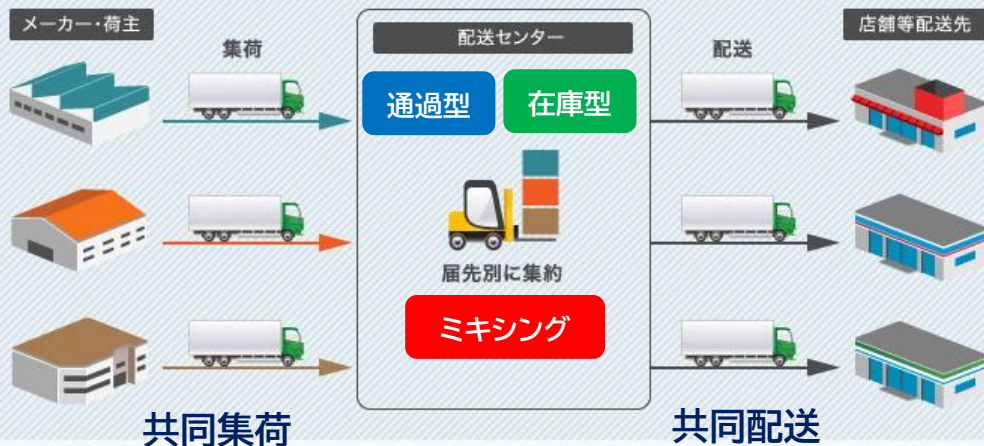 メーカー・荷主
集荷
配送センター
配送
店舗等配送先
通過型
在庫型
届先別に集約
ミキシング
共同集荷
共同配送